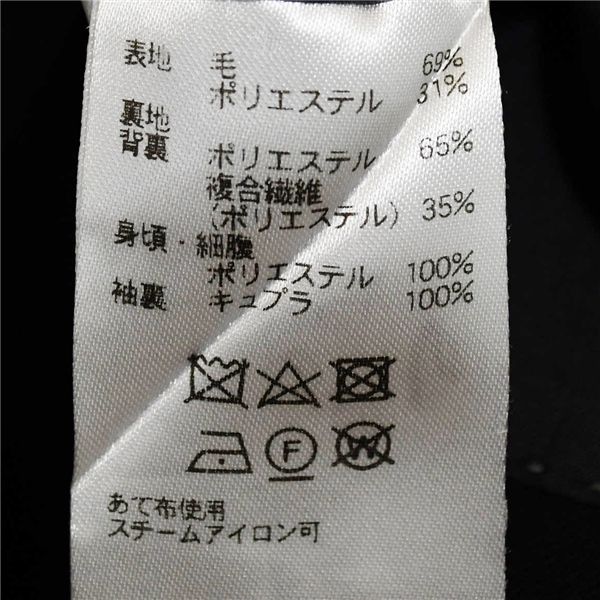 表地 毛 69%
ポリエステル 31%
裏地
背裏 ポリエステル 65%
複合繊維
(ポリエステル) 35%
身頃・細腹
ポリエステル 100%
袖裏 キュプラ 100%
F
W
あて布使用
スチームアイロン可